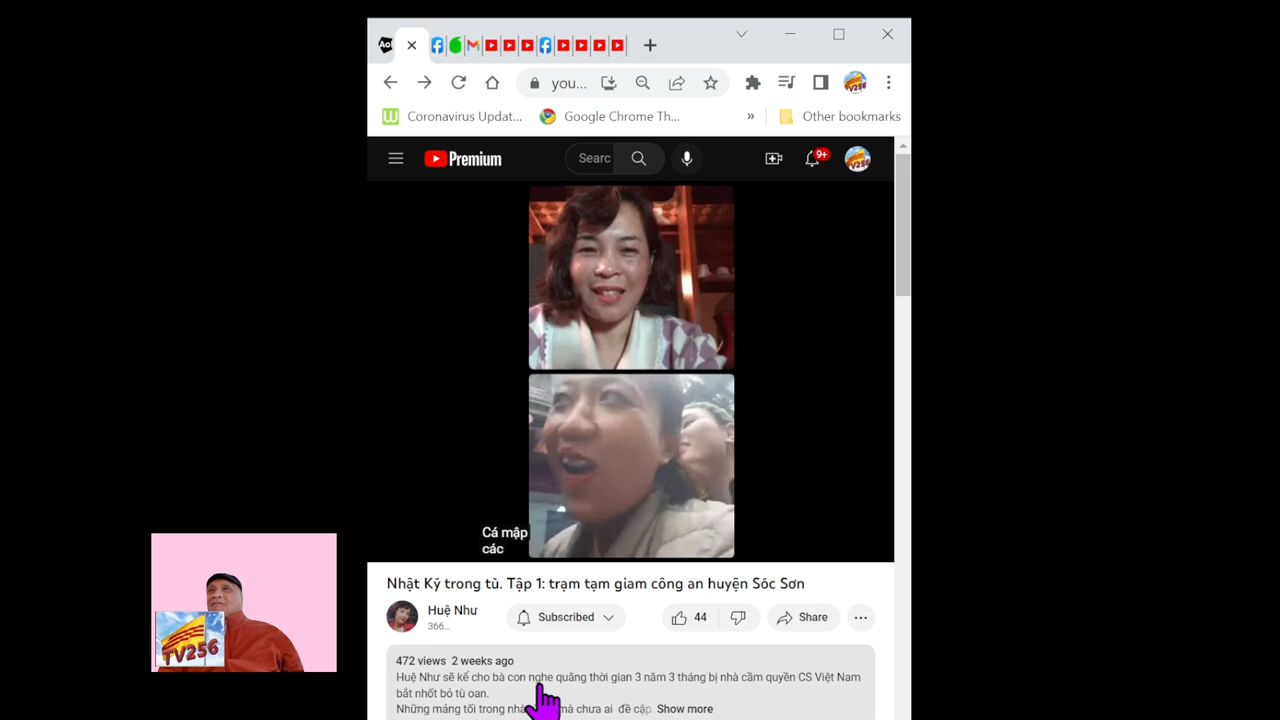 Aol
you...
Coronavirus Updat...
Google Chrome Th...
»
Other bookmarks
Premium
Searc
9+
TV256
Cá mập
các
Nhật Ký trong tù. Tập 1: trạm tạm giam công an huyện Sóc Sơn
Huệ Như
366...
Subscribed
44
Share
472 views 2 weeks ago
Huệ Như sẽ kể cho bà con nghe quãng thời gian 3 năm 3 tháng bị nhà cầm quyền CS Việt Nam
bắt nhốt bỏ tù oan.
Những mảng tối trong nhà mà chưa ai đề cập. Show more
TV256